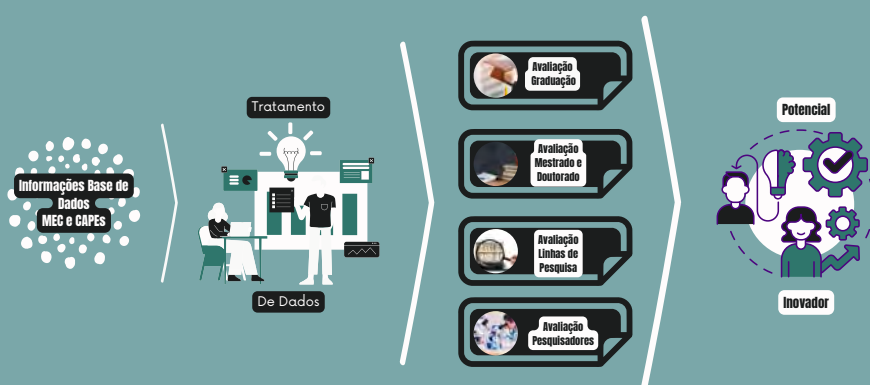 Informações Base de
Dados
MEC e CAPEs
Tratamento
De Dados
Avaliação
Graduação
Avaliação
Mestrado e
Doutorado
Avaliação
Linhas de
Pesquisa
Avaliação
Pesquisadores
Potencial
Inovador